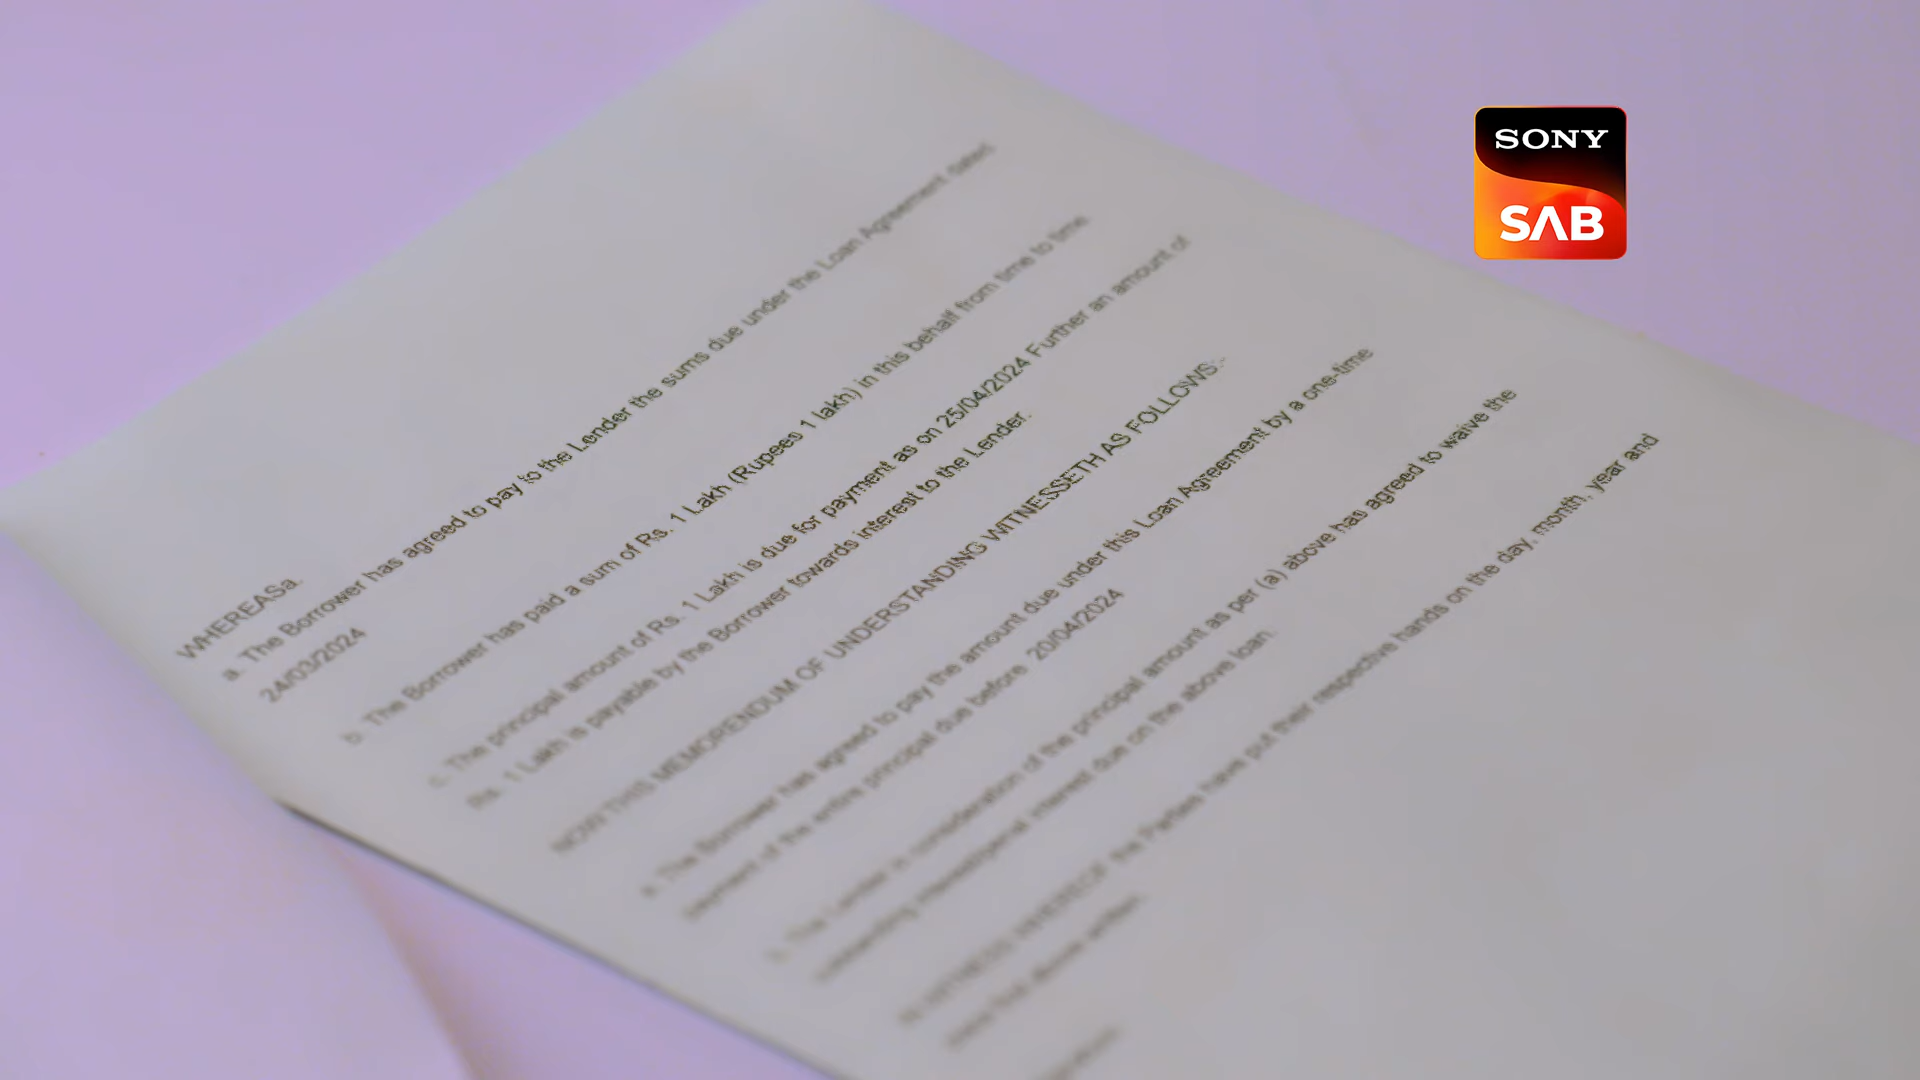 SONY
SAB
WHEREASa.
a. The Borrower has agreed to pay to the Lender the sums due under the Loan Agreement dated
24/03/2024
b. The Borrower has paid a sum of Rs. 1 Lakh (Rupees 1 lakh) in this behalf from time to time.
c. The principal amount of Rs. 1 Lakh is due for payment as on 25/04/2024 Further an amount of
Rs. 1 Lakh is payable by the Borrower towards interest to the Lender.
NOW THIS MEMORENDUM OF UNDERSTANDING WITNESSETH AS FOLLOWS:-
a. The Borrower has agreed to pay the amount due under this Loan Agreement by a one-time
payment of the entire principal due before 20/04/2024
The Lender in consideration of the principal amount as per (a) above has agreed to waive the
interest due on the above loan.
IN WITNESS WHEREOF the Parties have put their respective hands on the day, month, year and
first above written.